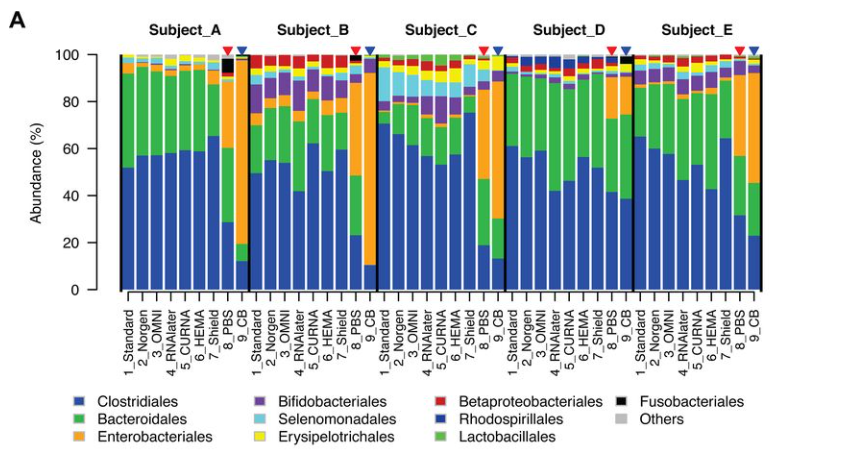 A
Subject_A Subject_B Subject_C Subject_D Subject_E
100
80
60
40
20
0
Abundance (%)
1_Standard 2_Norgen 3_OMNI 4_RNAlater 5_CURNA 6_HEMA 7_Shield 8_PBS 9_CB 1_Standard 2_Norgen 3_OMNI 4_RNAlater 5_CURNA 6_HEMA 7_Shield 8_PBS 9_CB 1_Standard 2_Norgen 3_OMNI 4_RNAlater 5_CURNA 6_HEMA 7_Shield 8_PBS 9_CB 1_Standard 2_Norgen 3_OMNI 4_RNAlater 5_CURNA 6_HEMA 7_Shield 8_PBS 9_CB 1_Standard 2_Norgen 3_OMNI 4_RNAlater 5_CURNA 6_HEMA 7_Shield 8_PBS 9_CB
Clostridiales Bifidobacteriales Betaproteobacteriales Fusobacteriales
Bacteroidales Selenomonadales Rhodospirillales Others
Enterobacteriales Erysipelotrichales Lactobacillales